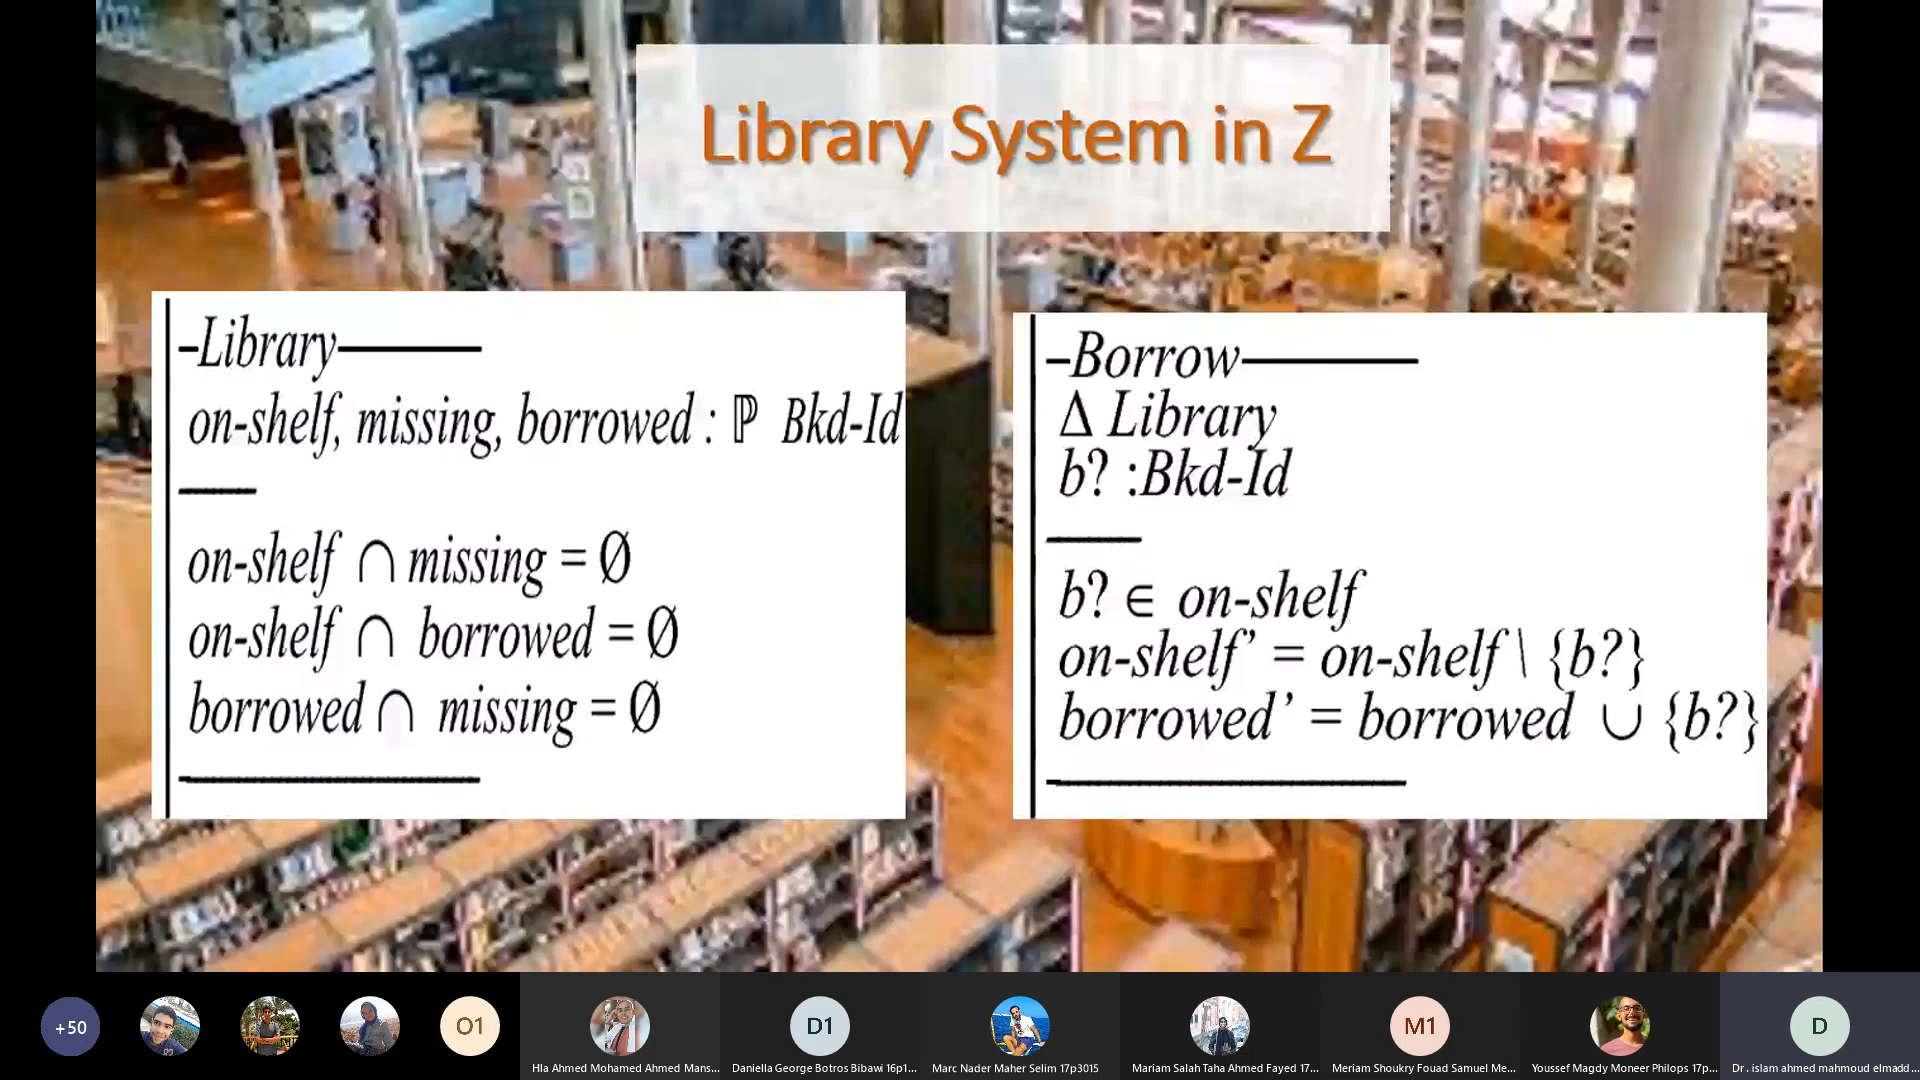 Library System in Z
Library
on-shelf, missing, borrowed : ℙ Bkd-Id
on-shelf ∩ missing = ∅
on-shelf ∩ borrowed = ∅
borrowed ∩ missing = ∅
Borrow
Δ Library
b? :Bkd-Id
b? ∈ on-shelf
on-shelf’ = on-shelf \ {b?}
borrowed’ = borrowed ∪ {b?}
+50
O1
D1
M1
D
Hla Ahmed Mohamed Ahmed Mans...
Daniella George Botros Bibawi 16p1...
Marc Nader Maher Selim 17p3015
Mariam Salah Taha Ahmed Fayed 17...
Meriam Shoukry Fouad Samuel Me...
Youssef Magdy Moneer Philops 17p...
Dr. islam ahmed mahmoud elmadd...